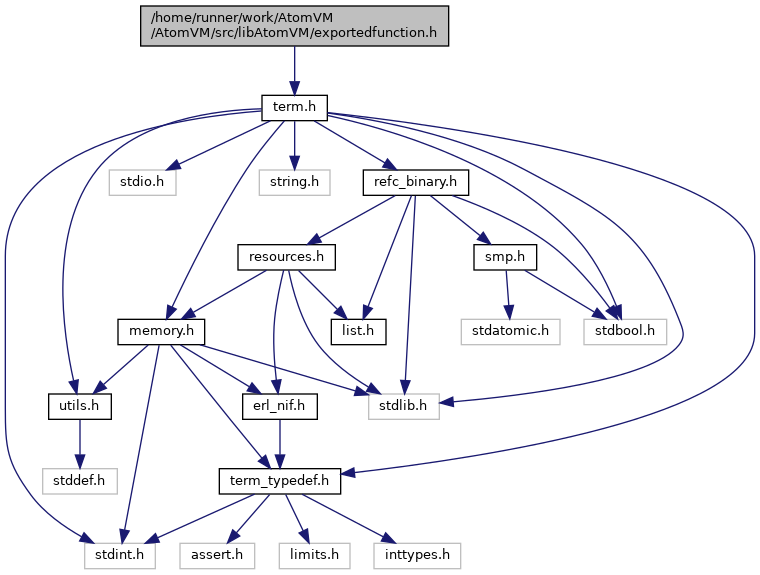 /home/runner/work/AtomVM
/AtomVM/src/libAtomVM/exportedfunction.h
term.h
stdio.h
string.h
refc_binary.h
resources.h
smp.h
memory.h
list.h
stdatomic.h
stdbool.h
utils.h
erl_nif.h
stdlib.h
stddef.h
term_typedef.h
stdint.h
assert.h
limits.h
inttypes.h